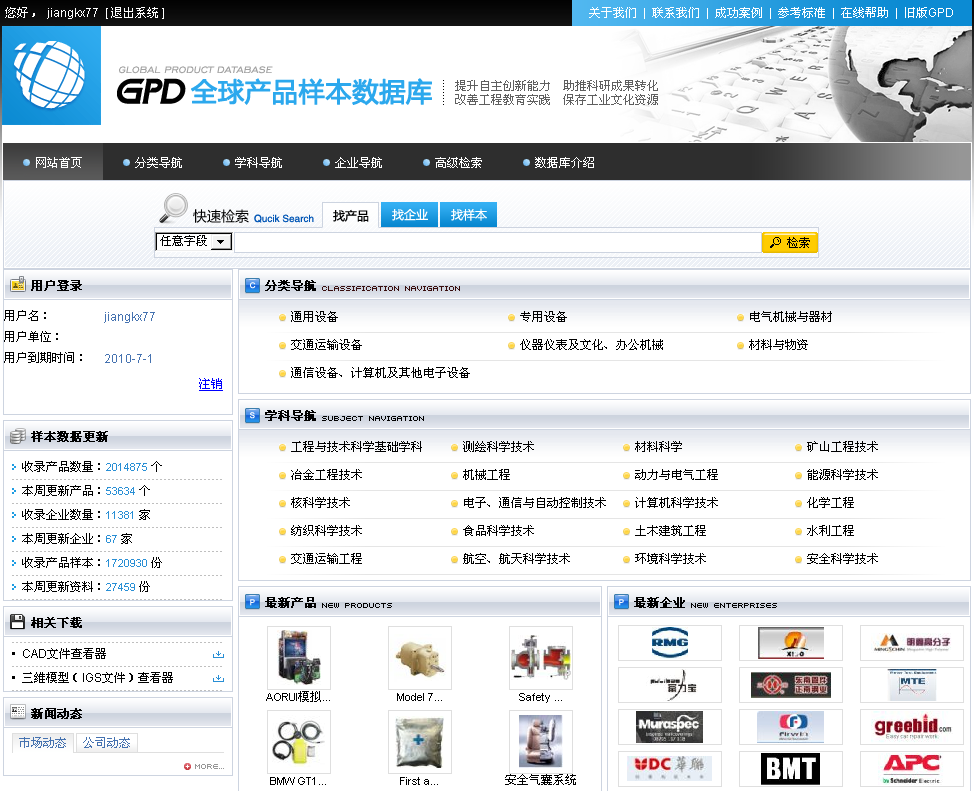 您好， jiangkx77 [退出系统]
关于我们 | 联系我们 | 成功案例 | 参考标准 | 在线帮助 | 旧版GPD
GLOBAL PRODUCT DATABASE
GPD 全球产品样本数据库
提升自主创新能力 助推科研成果转化
改善工程教育实践 保存工业文化资源
网站首页 分类导航 学科导航 企业导航 高级检索 数据库介绍
快速检索 Qucik Search 找产品 找企业 找样本
任意字段 检索
用户登录
用户名： jiangkx77
用户单位：
用户到期时间： 2010-7-1
注销
C 分类导航 CLASSIFICATION NAVIGATION
通用设备 专用设备 电气机械与器材
交通运输设备 仪器仪表及文化、办公机械 材料与物资
通信设备、计算机及其他电子设备
样本数据更新
收录产品数量：2014875 个
本周更新产品：53634 个
收录企业数量：11381 家
本周更新企业：67 家
收录产品样本：1720930 份
本周更新资料：27459 份
S 学科导航 SUBJECT NAVIGATION
工程与技术科学基础学科 测绘科学技术 材料科学 矿山工程技术
冶金工程技术 机械工程 动力与电气工程 能源科学技术
核科学技术 电子、通信与自动控制技术 计算机科学技术 化学工程
纺织科学技术 食品科学技术 土木建筑工程 水利工程
交通运输工程 航空、航天科学技术 环境科学技术 安全科学技术
相关下载
CAD文件查看器
三维模型（IGS文件）查看器
新闻动态
市场动态 公司动态
MORE...
P 最新产品 NEW PRODUCTS
AORUI模拟... Model 7... Safety ...
BMW GT1... First a... 安全气囊系统
P 最新企业 NEW ENTERPRISES
RMG
MTE
Muraspec
greebid.com
Easy car repair work.
UDC 華聯
BMT
APC
by Schneider Electric